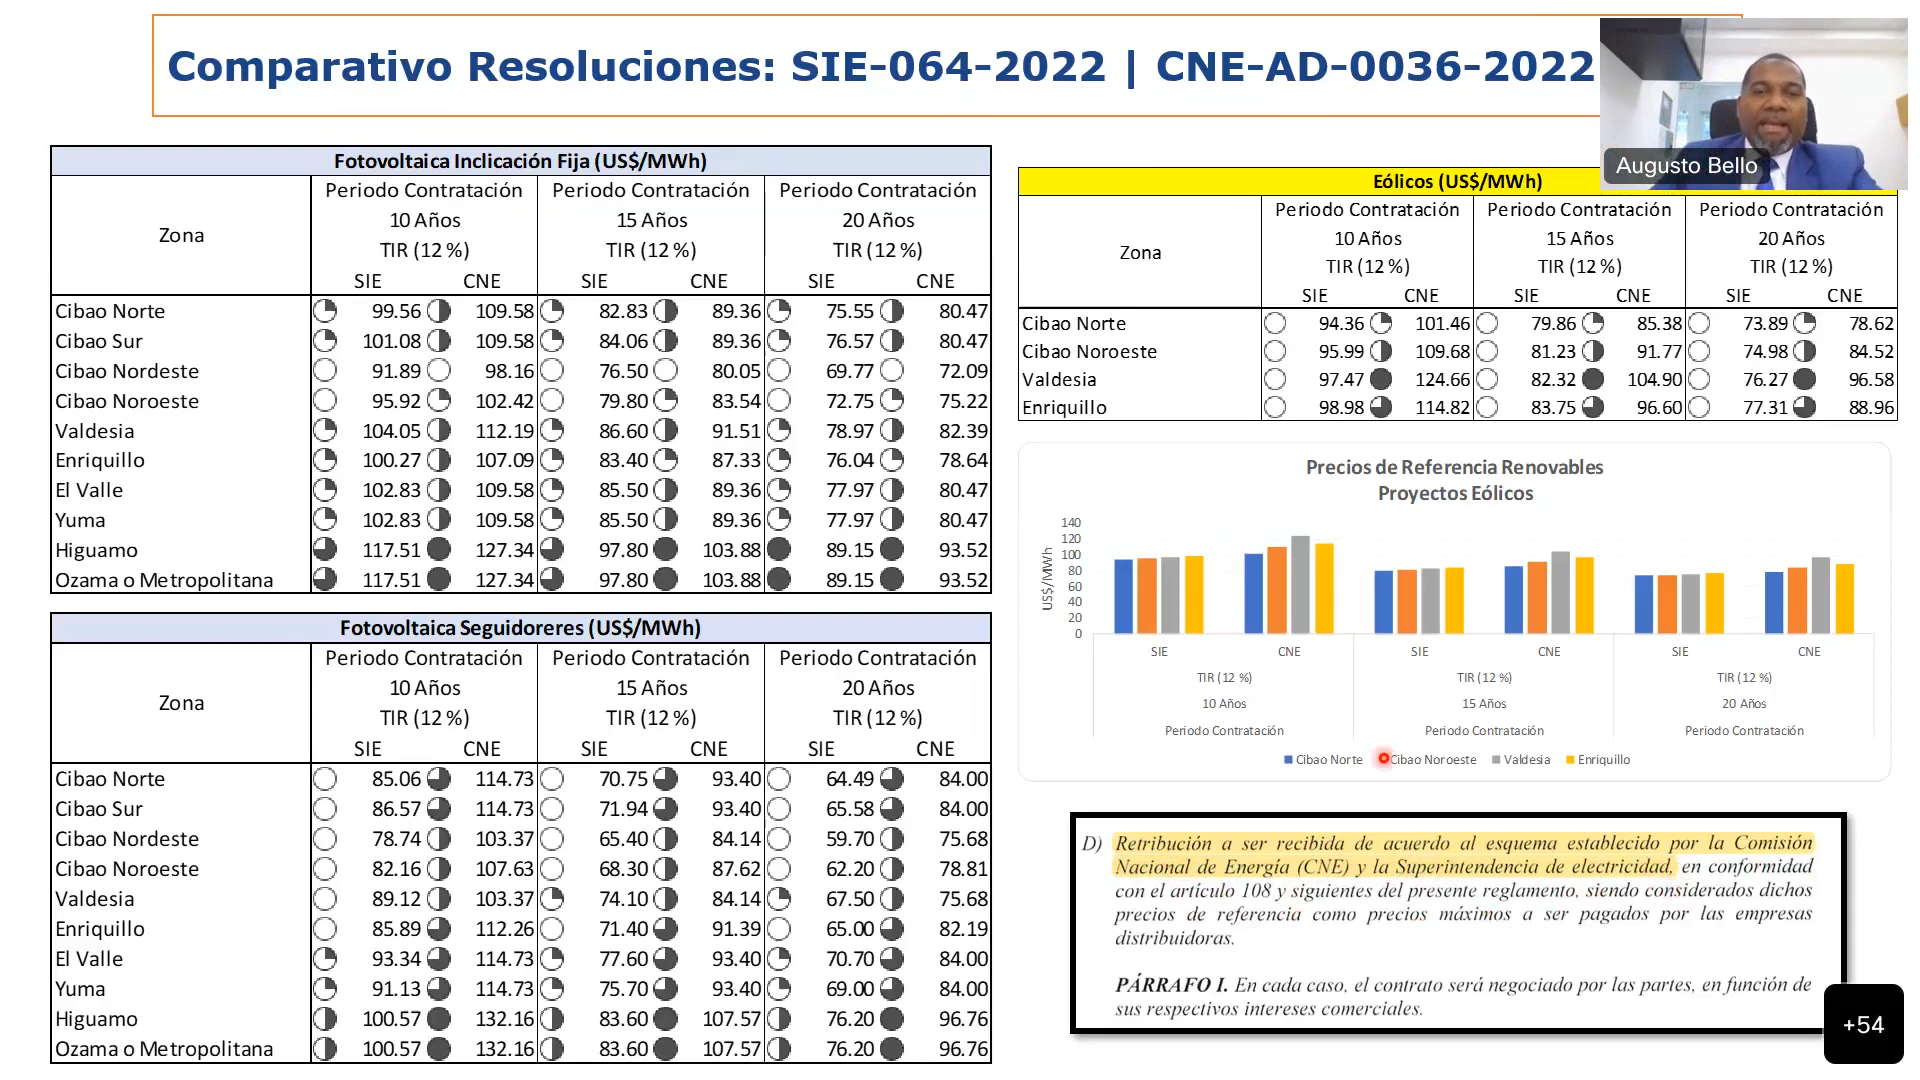 Comparativo Resoluciones: SIE-064-2022 | CNE-AD-0036-2022
Augusto Bello
Fotovoltaica Inclicación Fija (US$/MWh)
Zona
Periodo Contratación Periodo Contratación Periodo Contratación
10 Años 15 Años 20 Años
TIR (12 %) TIR (12 %) TIR (12 %)
SIE CNE SIE CNE SIE CNE
Cibao Norte 99.56 109.58 82.83 89.36 75.55 80.47
Cibao Sur 101.08 109.58 84.06 89.36 76.57 80.47
Cibao Nordeste 91.89 98.16 76.50 80.05 69.77 72.09
Cibao Noroeste 95.92 102.42 79.80 83.54 72.75 75.22
Valdesia 104.05 112.19 86.60 91.51 78.97 82.39
Enriquillo 100.27 107.09 83.40 87.33 76.04 78.64
El Valle 102.83 109.58 85.50 89.36 77.97 80.47
Yuma 102.83 109.58 85.50 89.36 77.97 80.47
Higuamo 117.51 127.34 97.80 103.88 89.15 93.52
Ozama o Metropolitana 117.51 127.34 97.80 103.88 89.15 93.52
Fotovoltaica Seguidoreres (US$/MWh)
Zona
Periodo Contratación Periodo Contratación Periodo Contratación
10 Años 15 Años 20 Años
TIR (12 %) TIR (12 %) TIR (12 %)
SIE CNE SIE CNE SIE CNE
Cibao Norte 85.06 114.73 70.75 93.40 64.49 84.00
Cibao Sur 86.57 114.73 71.94 93.40 65.58 84.00
Cibao Nordeste 78.74 103.37 65.40 84.14 59.70 75.68
Cibao Noroeste 82.16 107.63 68.30 87.62 62.20 78.81
Valdesia 89.12 103.37 74.10 84.14 67.50 75.68
Enriquillo 85.89 112.26 71.40 91.39 65.00 82.19
El Valle 93.34 114.73 77.60 93.40 70.70 84.00
Yuma 91.13 114.73 75.70 93.40 69.00 84.00
Higuamo 100.57 132.16 83.60 107.57 76.20 96.76
Ozama o Metropolitana 100.57 132.16 83.60 107.57 76.20 96.76
Eólicos (US$/MWh)
Zona
Periodo Contratación Periodo Contratación Periodo Contratación
10 Años 15 Años 20 Años
TIR (12 %) TIR (12 %) TIR (12 %)
SIE CNE SIE CNE SIE CNE
Cibao Norte 94.36 101.46 79.86 85.38 73.89 78.62
Cibao Noroeste 95.99 109.68 81.23 91.77 74.98 84.52
Valdesia 97.47 124.66 82.32 104.90 76.27 96.58
Enriquillo 98.98 114.82 83.75 96.60 77.31 88.96
Precios de Referencia Renovables
Proyectos Eólicos
US$/MWh
140
120
100
80
60
40
20
0
SIE CNE SIE CNE SIE CNE
TIR (12 %) TIR (12 %) TIR (12 %)
10 Años 15 Años 20 Años
Periodo Contratación Periodo Contratación Periodo Contratación
Cibao Norte Cibao Noroeste Valdesia Enriquillo
D) Retribución a ser recibida de acuerdo al esquema establecido por la Comisión
Nacional de Energía (CNE) y la Superintendencia de electricidad, en conformidad
con el artículo 108 y siguientes del presente reglamento, siendo considerados dichos
precios de referencia como precios máximos a ser pagados por las empresas
distribuidoras.
PÁRRAFO I. En cada caso, el contrato será negociado por las partes, en función de
sus respectivos intereses comerciales.
+54